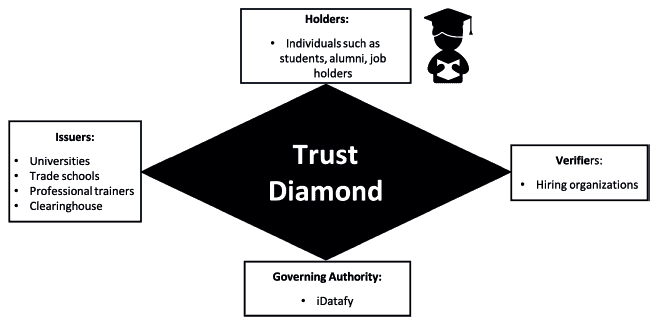 Holders:
• Individuals such as
students, alumni, job
holders
Issuers:
• Universities
• Trade schools
• Professional trainers
• Clearinghouse
Trust
Diamond
Verifiers:
• Hiring organizations
Governing Authority:
• iDatafy